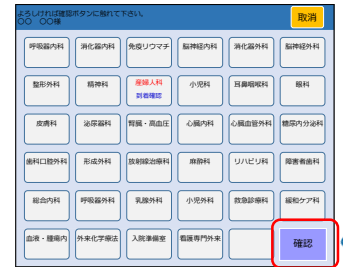 よろしければ確認ボタンに触れて下さい。
○○ ○○様
取消
呼吸器内科 消化器内科 免疫リウマチ 脳神経内科 消化器外科 脳神経外科
整形外科 精神科 産婦人科 小児科 耳鼻咽喉科 眼科
到着確認
皮膚科 泌尿器科 腎臓・高血圧 心臓内科 心臓血管外科 糖尿内分泌科
歯科口腔外科 形成外科 放射線治療科 麻酔科 リハビリ科 障害者歯科
総合内科 呼吸器外科 乳腺外科 小児外科 救急診療科 緩和ケア科
血液・腫瘍内 外来化学療法 入院準備室 看護専門外来
確認